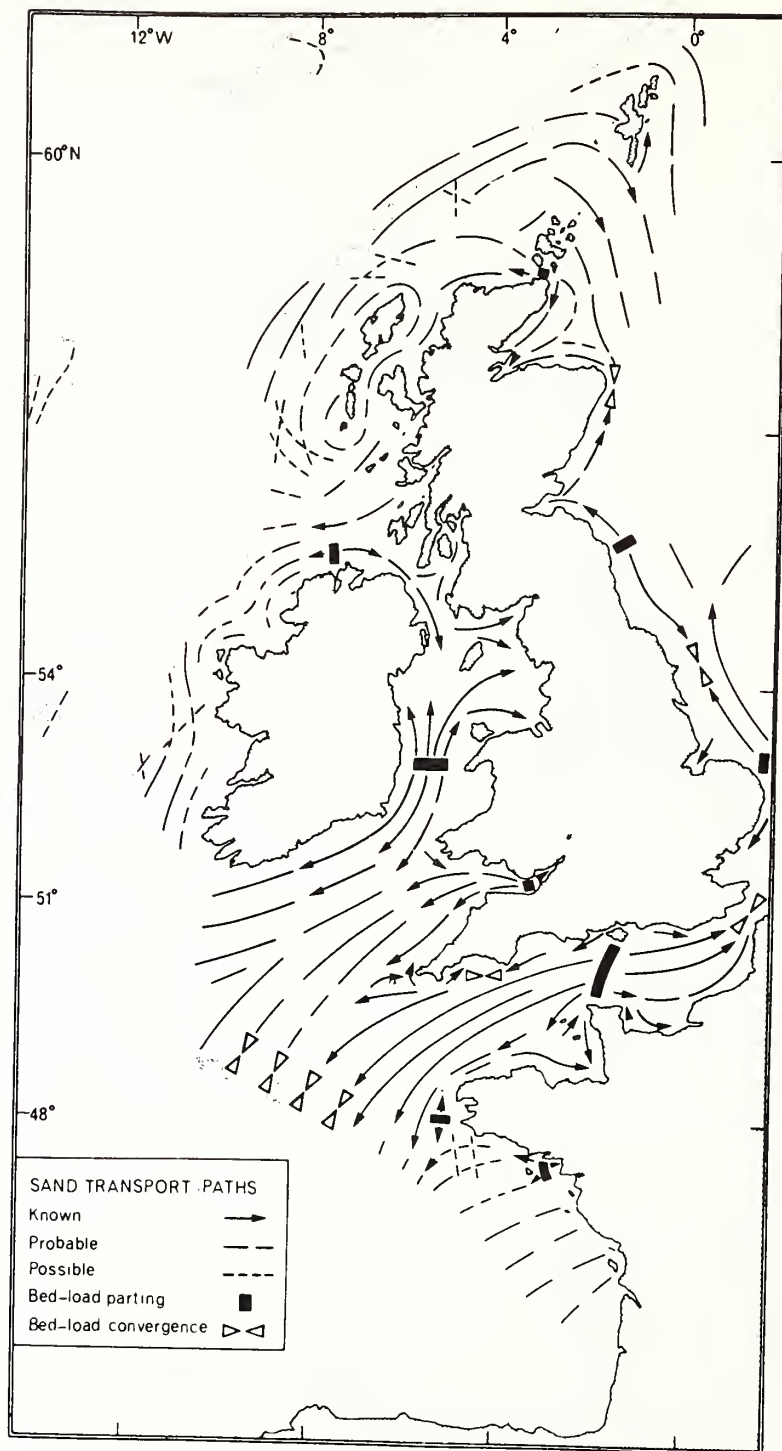 12°W 8° 4° 0°
60°N
54°
51°
48°
SAND TRANSPORT PATHS
Known
Probable
Possible
Bed-load parting
Bed-load convergence